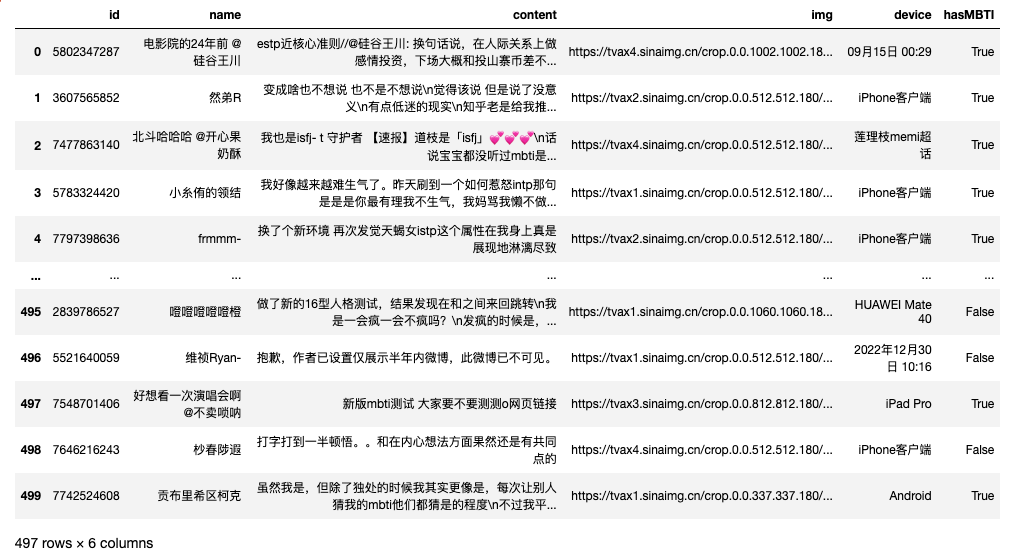 id name content img device hasMBTI
0 5802347287 电影院的24年前 @ estp近核心准则//@硅谷王川: 换句话说，在人际关系上做 https://tvax4.sinaimg.cn/crop.0.0.1002.1002.18... 09月15日 00:29 True
硅谷王川 感情投资，下场大概和投山寨币差不...
1 3607565852 然弟R 变成啥也不想说 也不是不想说\n觉得该说 但是说了没意 https://tvax2.sinaimg.cn/crop.0.0.512.512.180/... iPhone客户端 True
义\n有点低迷的现实\n知乎老是给我推...
2 7477863140 北斗哈哈哈 @开心果 我也是isfj- t 守护者 【速报】道枝是「isfj」💕💕💕\n话 https://tvax4.sinaimg.cn/crop.0.0.512.512.180/... 莲理枝memi超 True
奶酥 说宝宝都没听过mbti是... 话
3 5783324420 小糸侑的领结 我好像越来越难生气了。昨天刷到一个如何惹怒intp那句 https://tvax1.sinaimg.cn/crop.0.0.512.512.180/... iPhone客户端 True
是是是你最有理我不生气，我妈骂我懒不做...
4 7797398636 frmmm- 换了个新环境 再次发觉天蝎女istp这个属性在我身上真是 https://tvax2.sinaimg.cn/crop.0.0.512.512.180/... iPhone客户端 True
展现地淋漓尽致
... ... ... ... ... ... ...
495 2839786527 噔噔噔噔噔橙 做了新的16型人格测试，结果发现在和之间来回跳转\n我 https://tvax1.sinaimg.cn/crop.0.0.1060.1060.18... HUAWEI Mate False
是一会疯一会不疯吗？\n发疯的时候是，... 40
496 5521640059 维祯Ryan- 抱歉，作者已设置仅展示半年内微博，此微博已不可见。 https://tvax1.sinaimg.cn/crop.0.0.512.512.180/... 2022年12月30 False
日 10:16
497 7548701406 好想看一次演唱会啊 新版mbti测试 大家要不要测测o网页链接 https://tvax3.sinaimg.cn/crop.0.0.812.812.180/... iPad Pro True
@不卖唢呐
498 7646216243 杪春陟遐 打字打到一半顿悟。。和在内心想法方面果然还是有共同 https://tvax4.sinaimg.cn/crop.0.0.512.512.180/... iPhone客户端 False
点的
499 7742524608 贡布里希区柯克 虽然我是，但除了独处的时候我其实更像是，每次让别人 https://tvax1.sinaimg.cn/crop.0.0.337.337.180/... Android True
猜我的mbti他们都猜是的程度\n不过我平...
497 rows × 6 columns